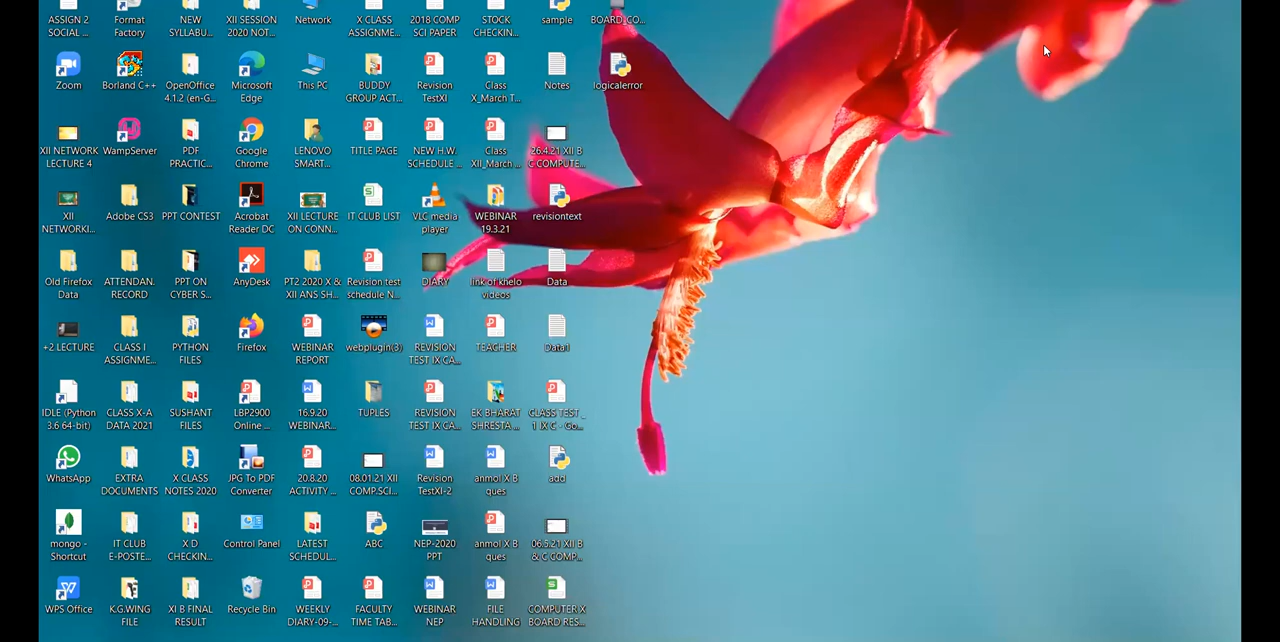 ASSIGN 2
SOCIAL ...
Format
Factory
NEW
SYLLABU...
XII SESSION
2020 NOT...
Network
X CLASS
ASSIGNME...
2018 COMP
SCI PAPER
STOCK
CHECKIN...
sample
BOARD_CO...
Zoom
Borland C++
OpenOffice
4.1.2 (en-G...
Microsoft
Edge
This PC
BUDDY
GROUP ACT...
Revision
TestXI
Class
X_March T...
Notes
logicalerror
XII NETWORK
LECTURE 4
WampServer
PDF
PRACTIC...
Google
Chrome
LENOVO
SMART...
TITLE PAGE
NEW H.W.
SCHEDULE ...
Class
XII_March ...
26.4.21 XII B
C COMPUTE...
XII
NETWORKI...
Adobe CS3
PPT CONTEST
Acrobat
Reader DC
XII LECTURE
ON CONN...
IT CLUB LIST
VLC media
player
WEBINAR
19.3.21
revisiontext
Old Firefox
Data
ATTENDAN.
RECORD
PPT ON
CYBER S...
AnyDesk
PT2 2020 X &
XII ANS SH...
Revision test
schedule N...
DIARY
link of khelo
videos
Data
+2 LECTURE
CLASS I
ASSIGNME...
PYTHON
FILES
Firefox
WEBINAR
REPORT
webplugin(3)
REVISION
TEST IX CA...
TEACHER
Data1
IDLE (Python
3.6 64-bit)
CLASS X-A
DATA 2021
SUSHANT
FILES
LBP2900
Online ...
16.9.20
WEBINAR...
TUPLES
REVISION
TEST IX CA...
EK BHARAT
SHRESTA ...
CLASS TEST_
1 IX C - Go...
WhatsApp
EXTRA
DOCUMENTS
X CLASS
NOTES 2020
JPG To PDF
Converter
20.8.20
ACTIVITY ...
08.01.21 XII
COMP.SCI...
Revision
TestXI-2
anmol X B
ques
add
mongo -
Shortcut
IT CLUB
E-POSTE...
X D
CHECKIN...
Control Panel
LATEST
SCHEDUL...
ABC
NEP-2020
PPT
anmol X B
ques
06.5.21 XII B
& C COMP...
WPS Office
K.G.WING
FILE
XI B FINAL
RESULT
Recycle Bin
WEEKLY
DIARY-09-...
FACULTY
TIME TAB...
WEBINAR
NEP
FILE
HANDLING
COMPUTER X
BOARD RES...